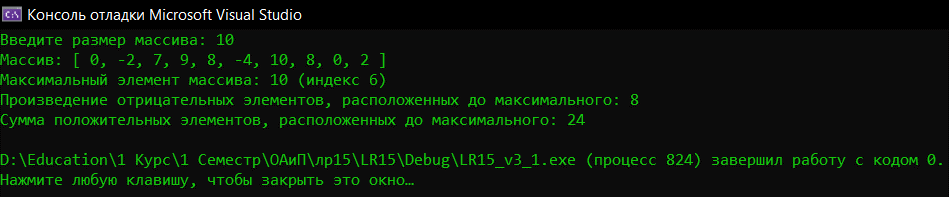 Консоль отладки Microsoft Visual Studio
Введите размер массива: 10
Массив: [ 0, -2, 7, 9, 8, -4, 10, 8, 0, 2 ]
Максимальный элемент массива: 10 (индекс 6)
Произведение отрицательных элементов, расположенных до максимального: 8
Сумма положительных элементов, расположенных до максимального: 24
D:\Education\1 Курс\1 Семестр\ОАиП\лр15\LR15\Debug\LR15_v3_1.exe (процесс 824) завершил работу с кодом 0.
Нажмите любую клавишу, чтобы закрыть это окно…